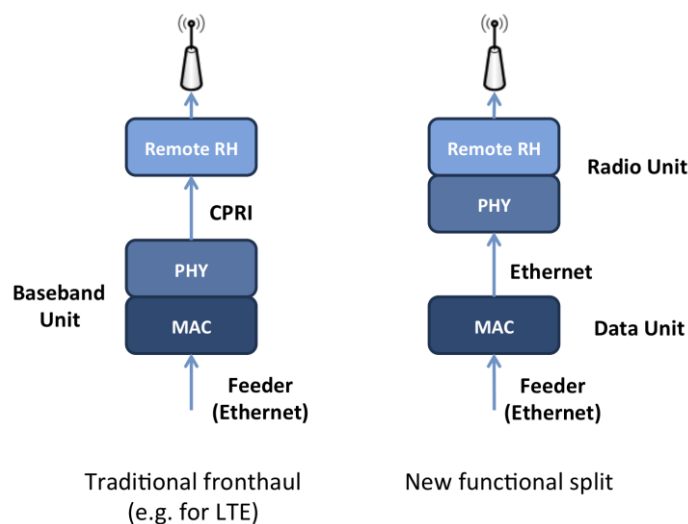 Remote RH
CPRI
PHY
Baseband
Unit
MAC
Feeder
(Ethernet)
Traditional fronthaul
(e.g. for LTE)
Remote RH
Radio Unit
PHY
Ethernet
MAC
Data Unit
Feeder
(Ethernet)
New functional split